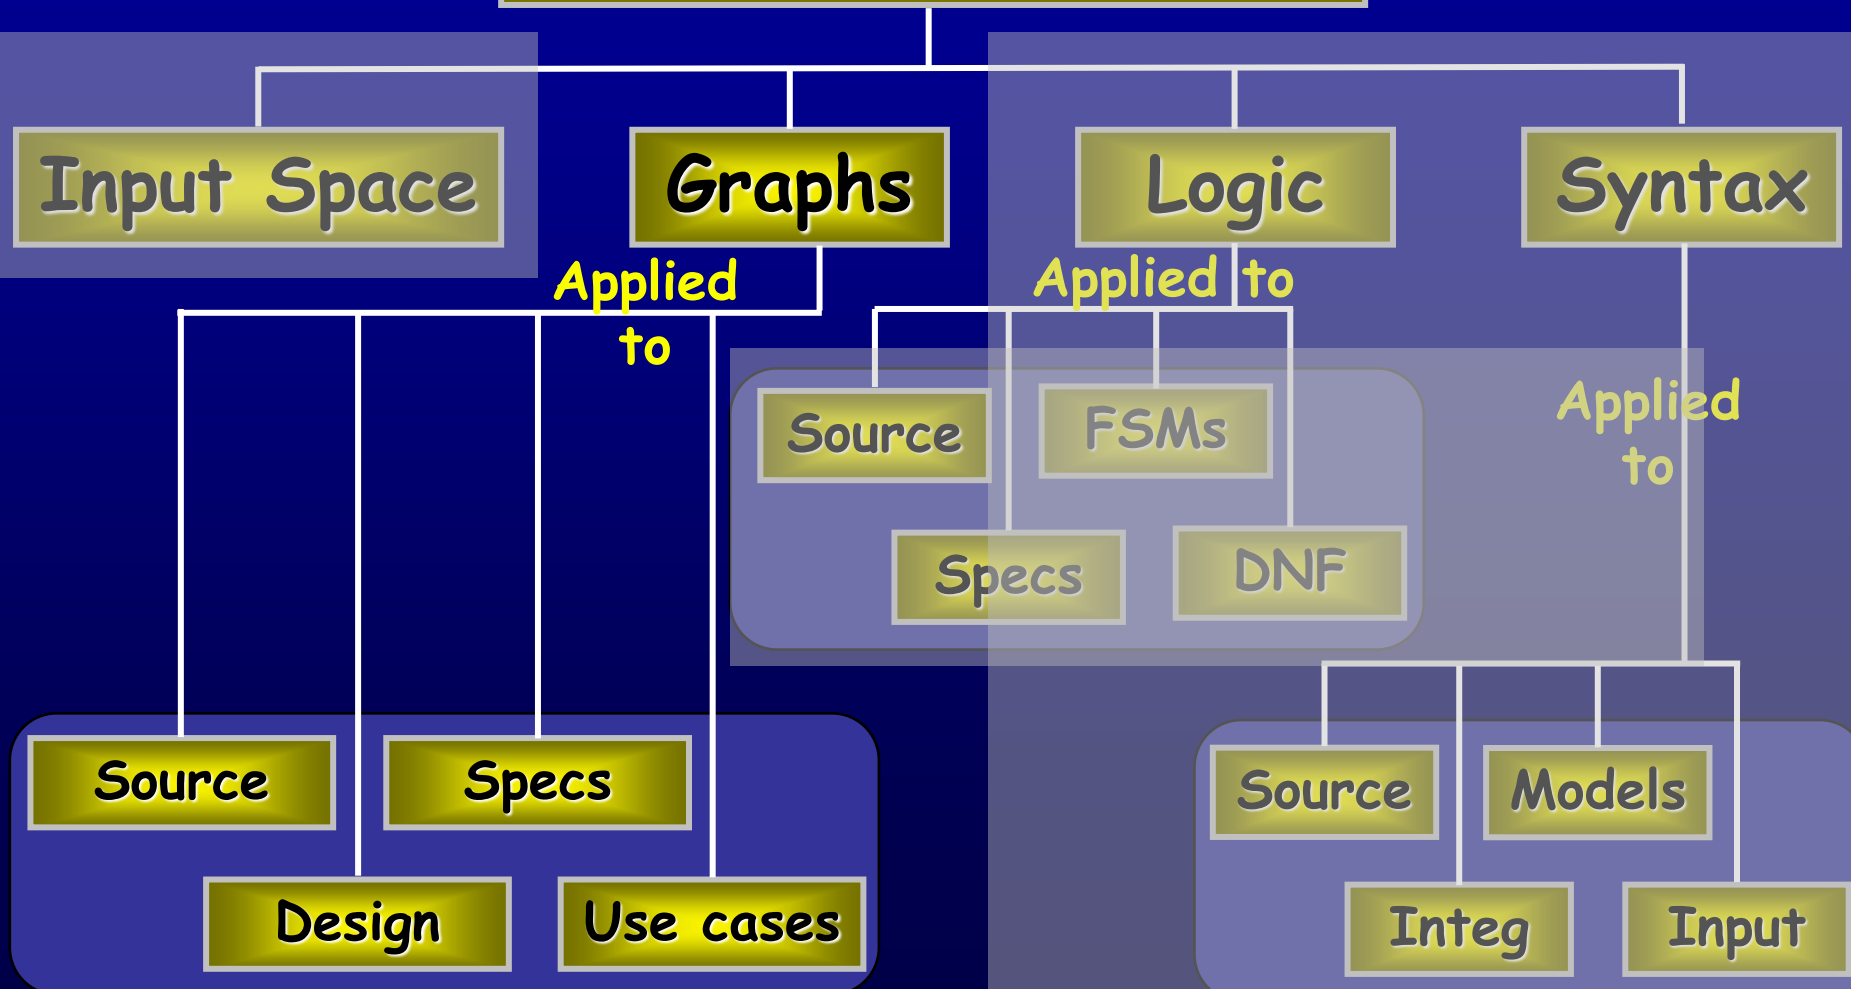 Input Space
Graphs
Logic
Syntax
Applied
to
Applied to
Applied
to
Source
FSMs
Specs
DNF
Source
Specs
Design
Use cases
Source
Models
Integ
Input